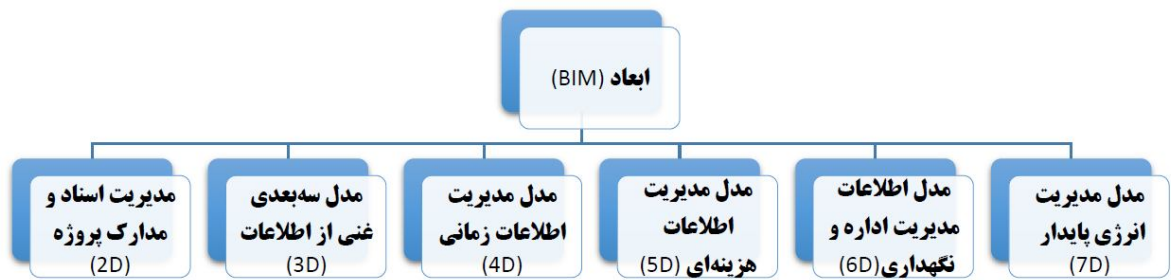 ابعاد (BIM)
مدیریت اسناد و
مدارک پروژه
(2D)
مدل سه‌بعدی
غنی از اطلاعات
(3D)
مدل مدیریت
اطلاعات زمانی
(4D)
مدل مدیریت
اطلاعات
هزینه‌ای (5D)
مدل اطلاعات
مدیریت اداره و
نگهداری(6D)
مدل مدیریت
انرژی پایدار
(7D)